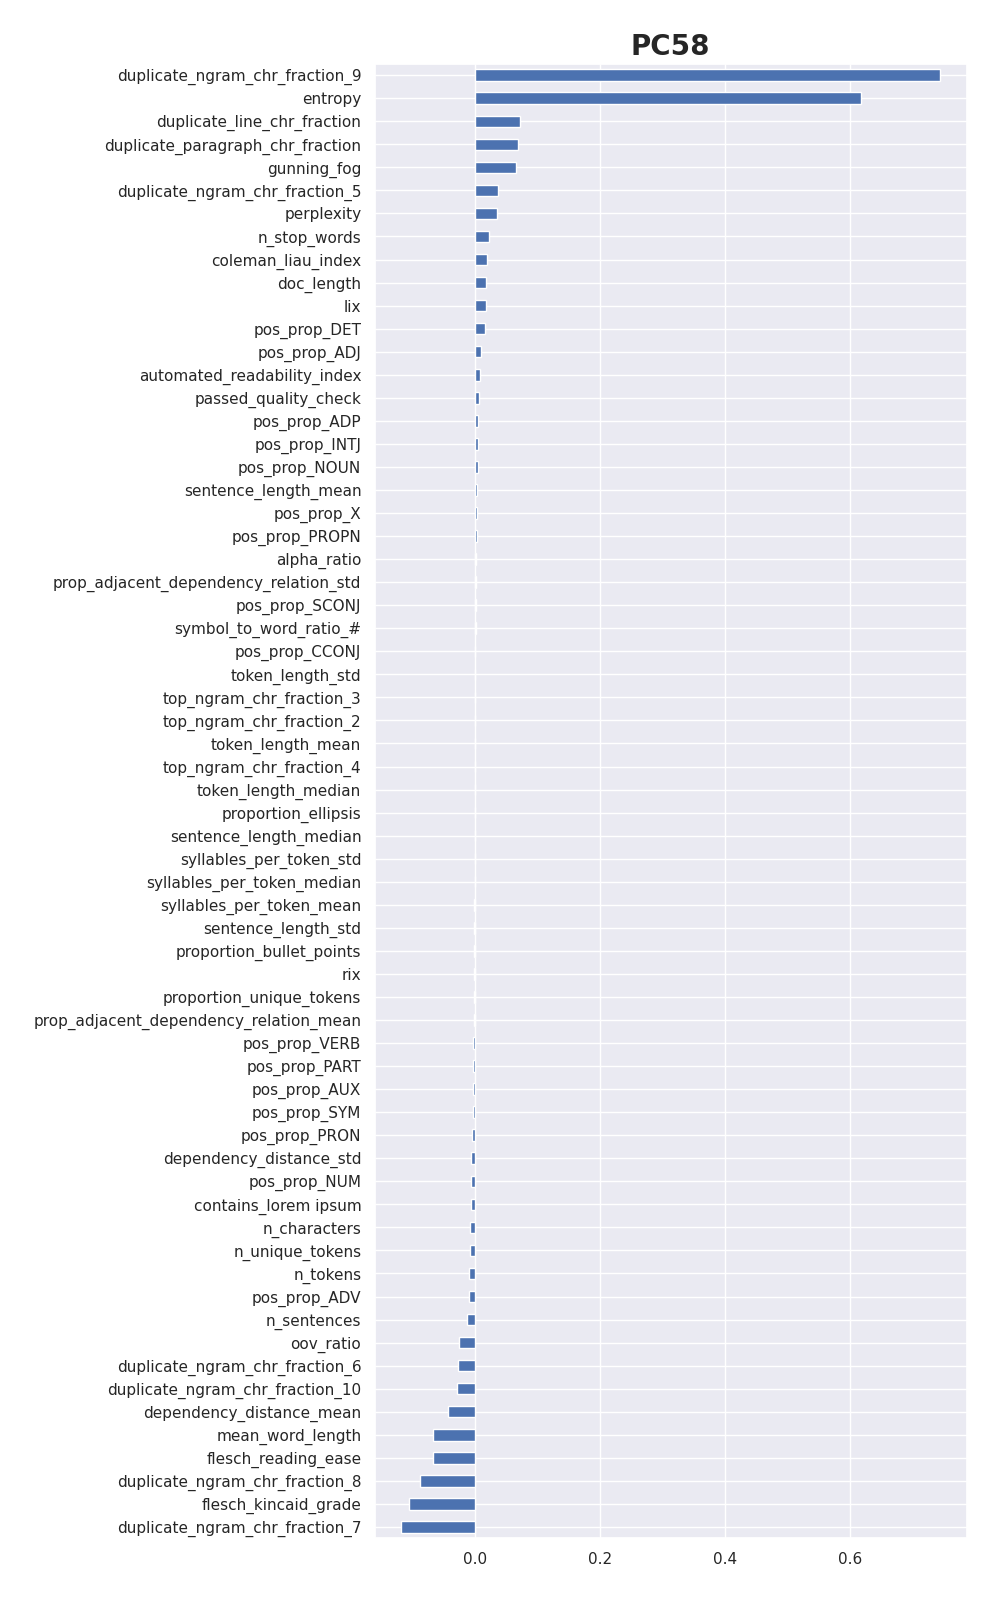 PC58
duplicate_ngram_chr_fraction_9
entropy
duplicate_line_chr_fraction
duplicate_paragraph_chr_fraction
gunning_fog
duplicate_ngram_chr_fraction_5
perplexity
n_stop_words
coleman_liau_index
doc_length
lix
pos_prop_DET
pos_prop_ADJ
automated_readability_index
passed_quality_check
pos_prop_ADP
pos_prop_INTJ
pos_prop_NOUN
sentence_length_mean
pos_prop_X
pos_prop_PROPN
alpha_ratio
prop_adjacent_dependency_relation_std
pos_prop_SCONJ
symbol_to_word_ratio_#
pos_prop_CCONJ
token_length_std
top_ngram_chr_fraction_3
top_ngram_chr_fraction_2
token_length_mean
top_ngram_chr_fraction_4
token_length_median
proportion_ellipsis
sentence_length_median
syllables_per_token_std
syllables_per_token_median
syllables_per_token_mean
sentence_length_std
proportion_bullet_points
rix
proportion_unique_tokens
prop_adjacent_dependency_relation_mean
pos_prop_VERB
pos_prop_PART
pos_prop_AUX
pos_prop_SYM
pos_prop_PRON
dependency_distance_std
pos_prop_NUM
contains_lorem ipsum
n_characters
n_unique_tokens
n_tokens
pos_prop_ADV
n_sentences
oov_ratio
duplicate_ngram_chr_fraction_6
duplicate_ngram_chr_fraction_10
dependency_distance_mean
mean_word_length
flesch_reading_ease
duplicate_ngram_chr_fraction_8
flesch_kincaid_grade
duplicate_ngram_chr_fraction_7
0.0 0.2 0.4 0.6